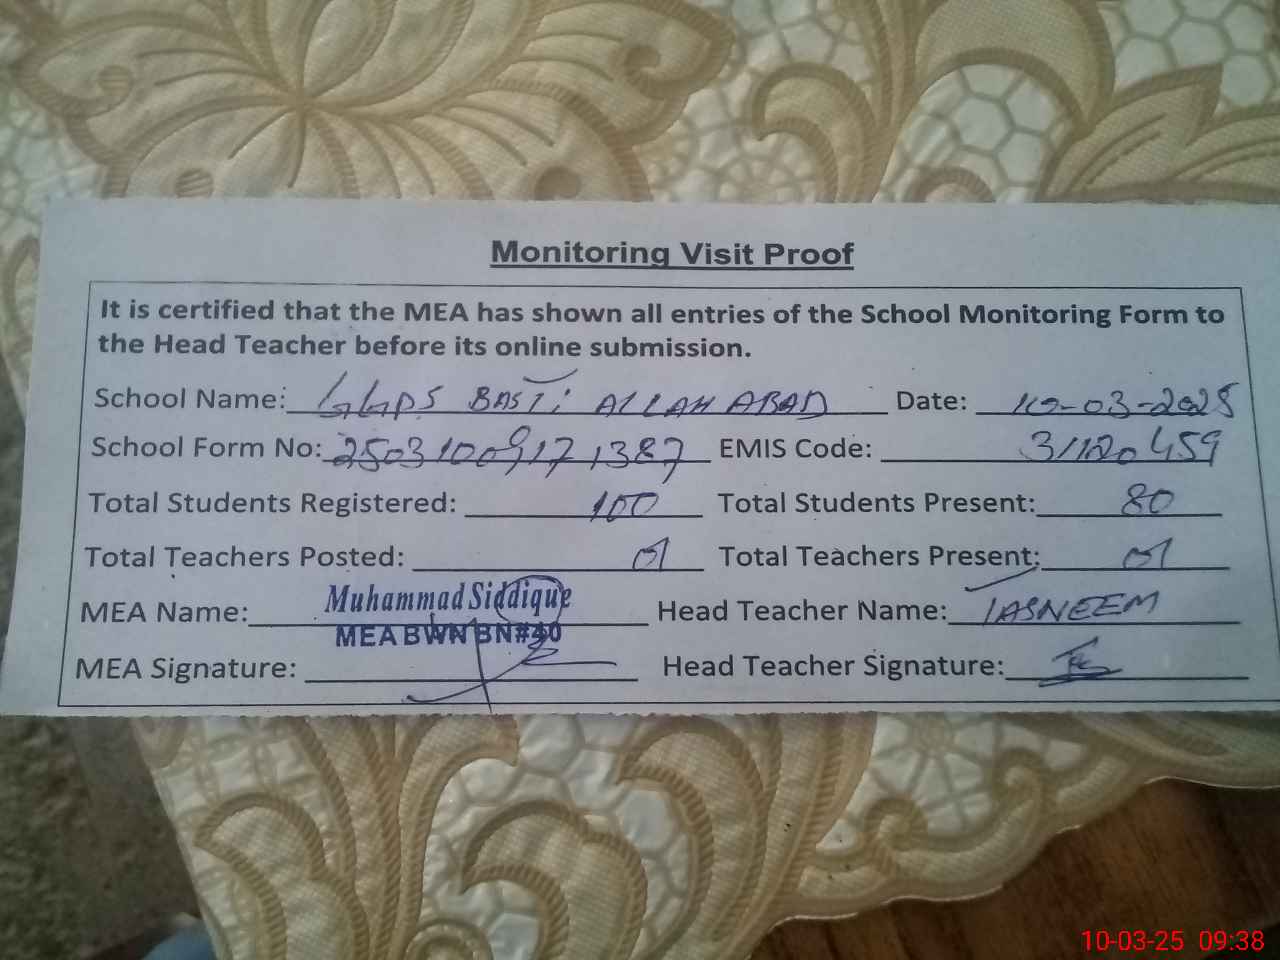 Monitoring Visit Proof
It is certified that the MEA has shown all entries of the School Monitoring Form to
the Head Teacher before its online submission.
School Name: GGPS BASTI ALLAH ABAD Date: 10-03-2025
School Form No: 25031009171387 EMIS Code: 31120459
Total Students Registered: 100 Total Students Present: 80
Total Teachers Posted: 01 Total Teachers Present: 01
MEA Name: Muhammad Siddique Head Teacher Name: TASNEEM
MEA BWN BN#40
MEA Signature: Head Teacher Signature:
10-03-25 09:38